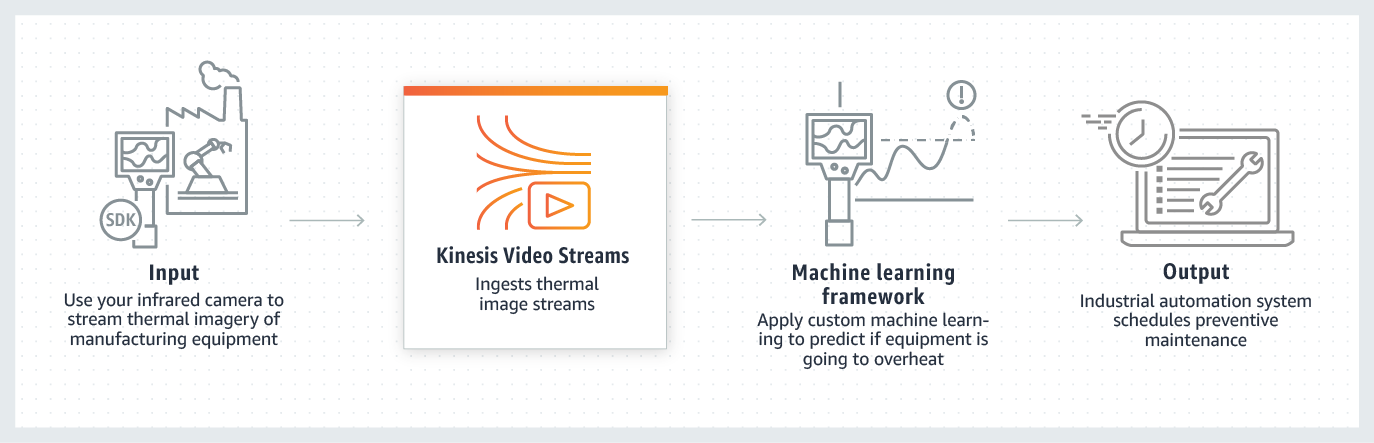 SDK
Input
Use your infrared camera to
stream thermal imagery of
manufacturing equipment
Kinesis Video Streams
Ingests thermal
image streams
Machine learning
framework
Apply custom machine learn-
ing to predict if equipment is
going to overheat
Output
Industrial automation system
schedules preventive
maintenance